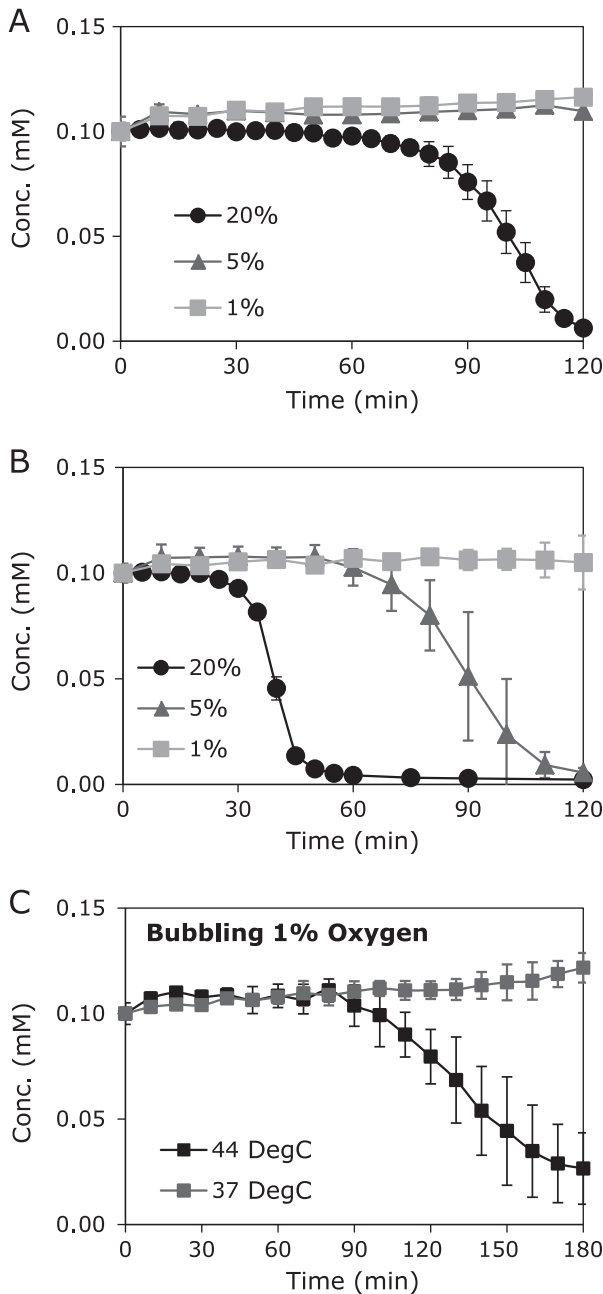 A
0.15
0.10
0.05
0.00
Conc. (mM)
20%
5%
1%
0 30 60 90 120
Time (min)
B
0.15
0.10
0.05
0.00
Conc. (mM)
20%
5%
1%
0 30 60 90 120
Time (min)
C
0.15
0.10
0.05
0.00
Conc. (mM)
Bubbling 1% Oxygen
44 DegC
37 DegC
0 30 60 90 120 150 180
Time (min)